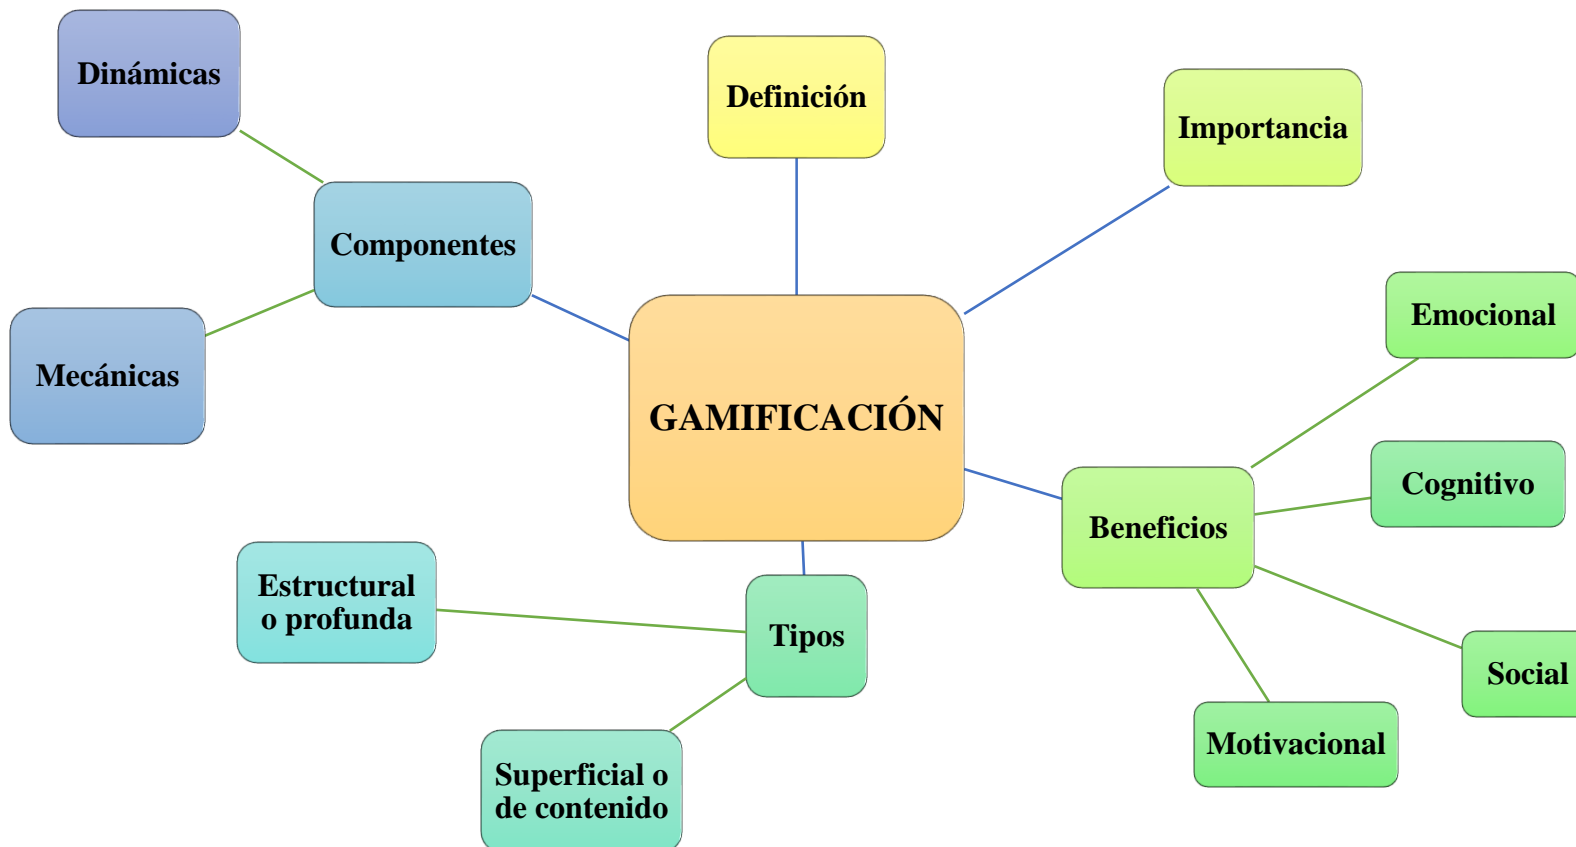 Dinámicas
Definición
Importancia
Componentes
Emocional
Mecánicas
GAMIFICACIÓN
Cognitivo
Beneficios
Estructural
o profunda
Tipos
Social
Motivacional
Superficial o
de contenido